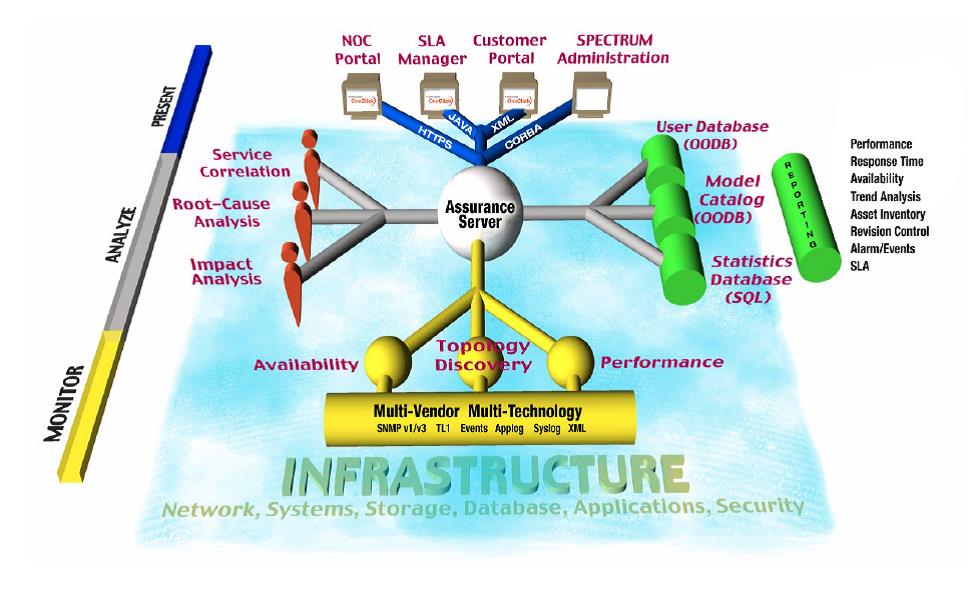 NOC
Portal
SLA
Manager
Customer
Portal
SPECTRUM
Administration
OneClick
OneClick
OneClick
HTTPS
JAVA
XML
CORBA
PRESENT
ANALYZE
MONITOR
Service
Correlation
Root-Cause
Analysis
Impact
Analysis
Assurance
Server
User Database
(OODB)
Model
Catalog
(OODB)
Statistics
Database
(SQL)
REPORTING
Performance
Response Time
Availability
Trend Analysis
Asset Inventory
Revision Control
Alarm/Events
SLA
Availability
Topology
Discovery
Performance
Multi-Vendor Multi-Technology
SNMP v1/v3 TL1 Events Applog Syslog XML
INFRASTRUCTURE
Network, Systems, Storage, Database, Applications, Security